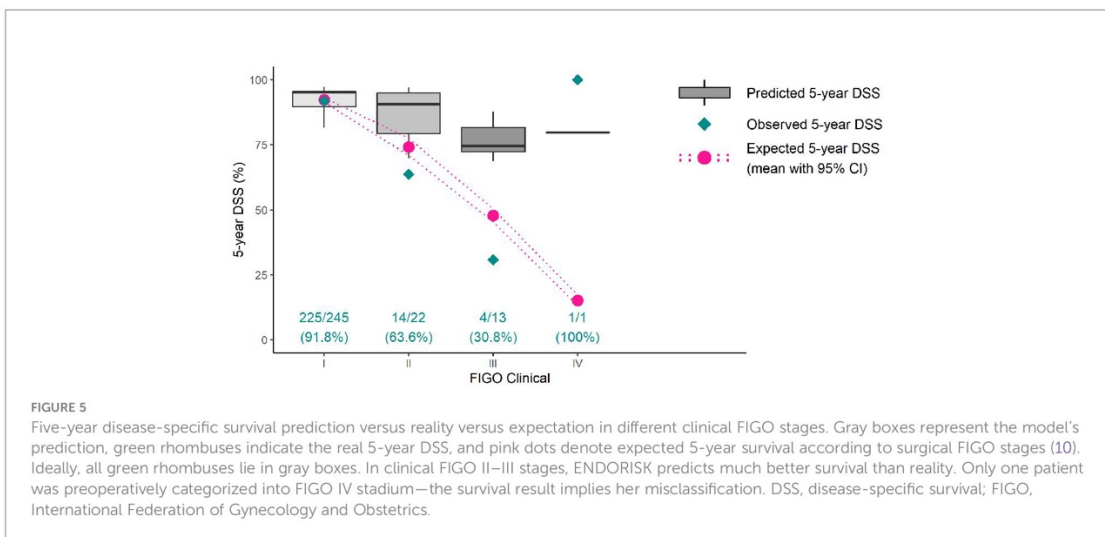 100
75
50
25
0
5-year DSS (%)
225/245 14/22 4/13 1/1
(91.8%) (63.6%) (30.8%) (100%)
I II III IV
FIGO Clinical
Predicted 5-year DSS
Observed 5-year DSS
Expected 5-year DSS
(mean with 95% CI)
FIGURE 5
Five-year disease-specific survival prediction versus reality versus expectation in different clinical FIGO stages. Gray boxes represent the model's
prediction, green rhombuses indicate the real 5-year DSS, and pink dots denote expected 5-year survival according to surgical FIGO stages (10).
Ideally, all green rhombuses lie in gray boxes. In clinical FIGO II–III stages, ENDORISK predicts much better survival than reality. Only one patient
was preoperatively categorized into FIGO IV stadium—the survival result implies her misclassification. DSS, disease-specific survival; FIGO,
International Federation of Gynecology and Obstetrics.